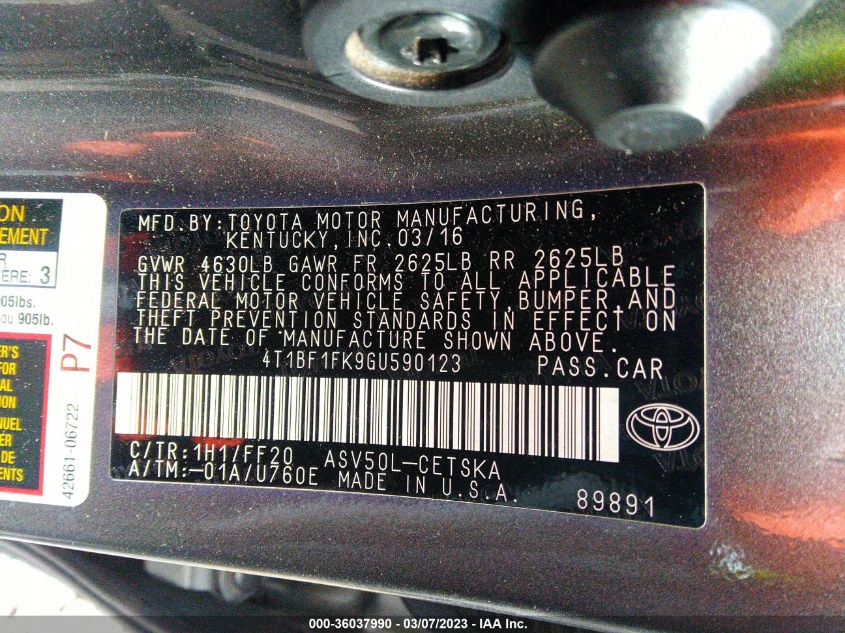 ON
EMENT
R
ERE: 3
905lbs.
ou 905lb.
P7
42661-06722
MFD.BY:TOYOTA MOTOR MANUFACTURING,
KENTUCKY,INC.03/16
GVWR 4630LB GAWR FR 2625LB RR 2625LB
THIS VEHICLE CONFORMS TO ALL APPLICABLE
FEDERAL MOTOR VEHICLE SAFETY,BUMPER,AND
THEFT PREVENTION STANDARDS IN EFFECT ON
THE DATE OF MANUFACTURE SHOWN ABOVE.
4T1BF1FK9GU590123 PASS.CAR
C/TR:1H1/FF20 ASV50L-CETSKA
A/TM:-01A/U760E MADE IN U.S.A.
89891
000-36037990 — 03/07/2023 — IAA Inc.